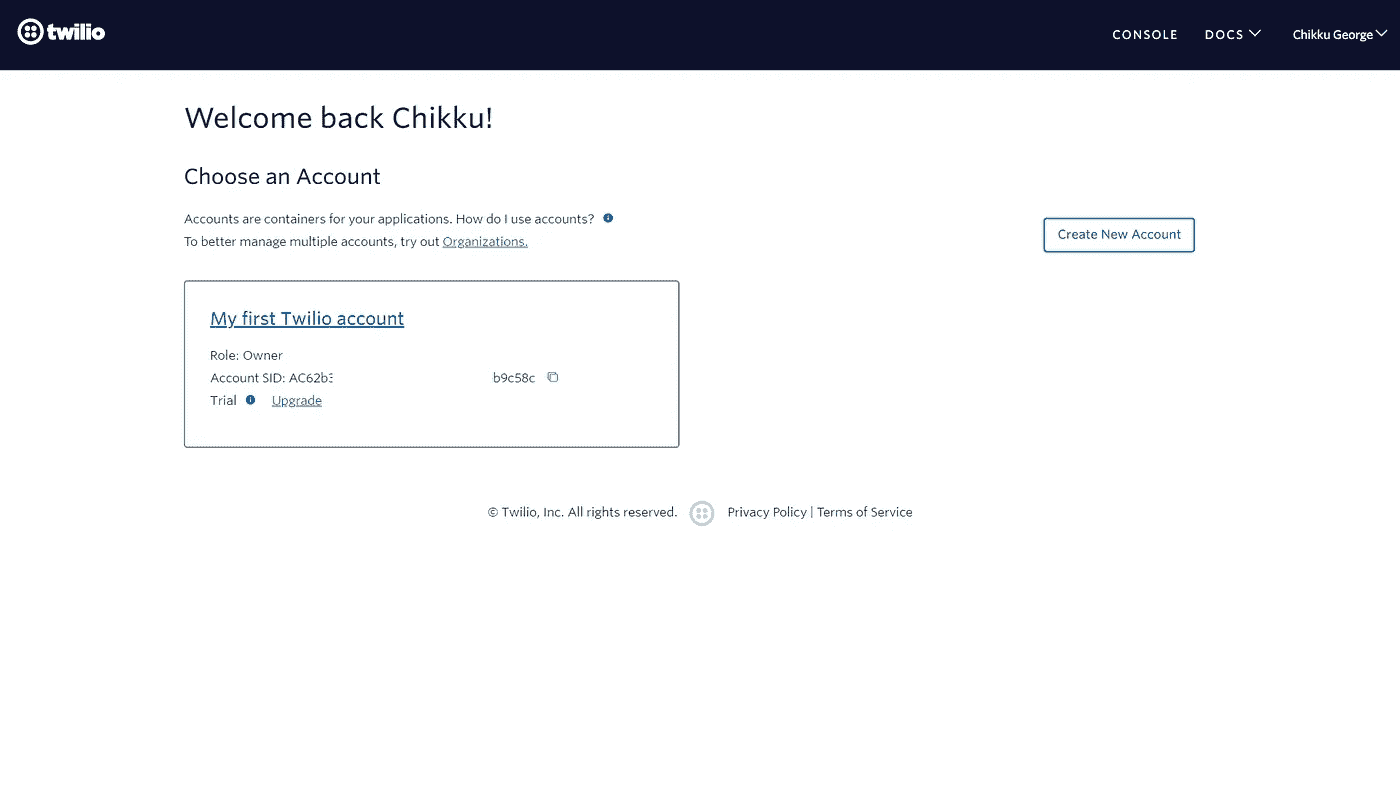 twilio
CONSOLE DOCS Chikku George
Welcome back Chikku!
Choose an Account
Accounts are containers for your applications. How do I use accounts?
To better manage multiple accounts, try out Organizations.
Create New Account
My first Twilio account
Role: Owner
Account SID: AC62b3 b9c58c
Trial Upgrade
© Twilio, Inc. All rights reserved. Privacy Policy | Terms of Service